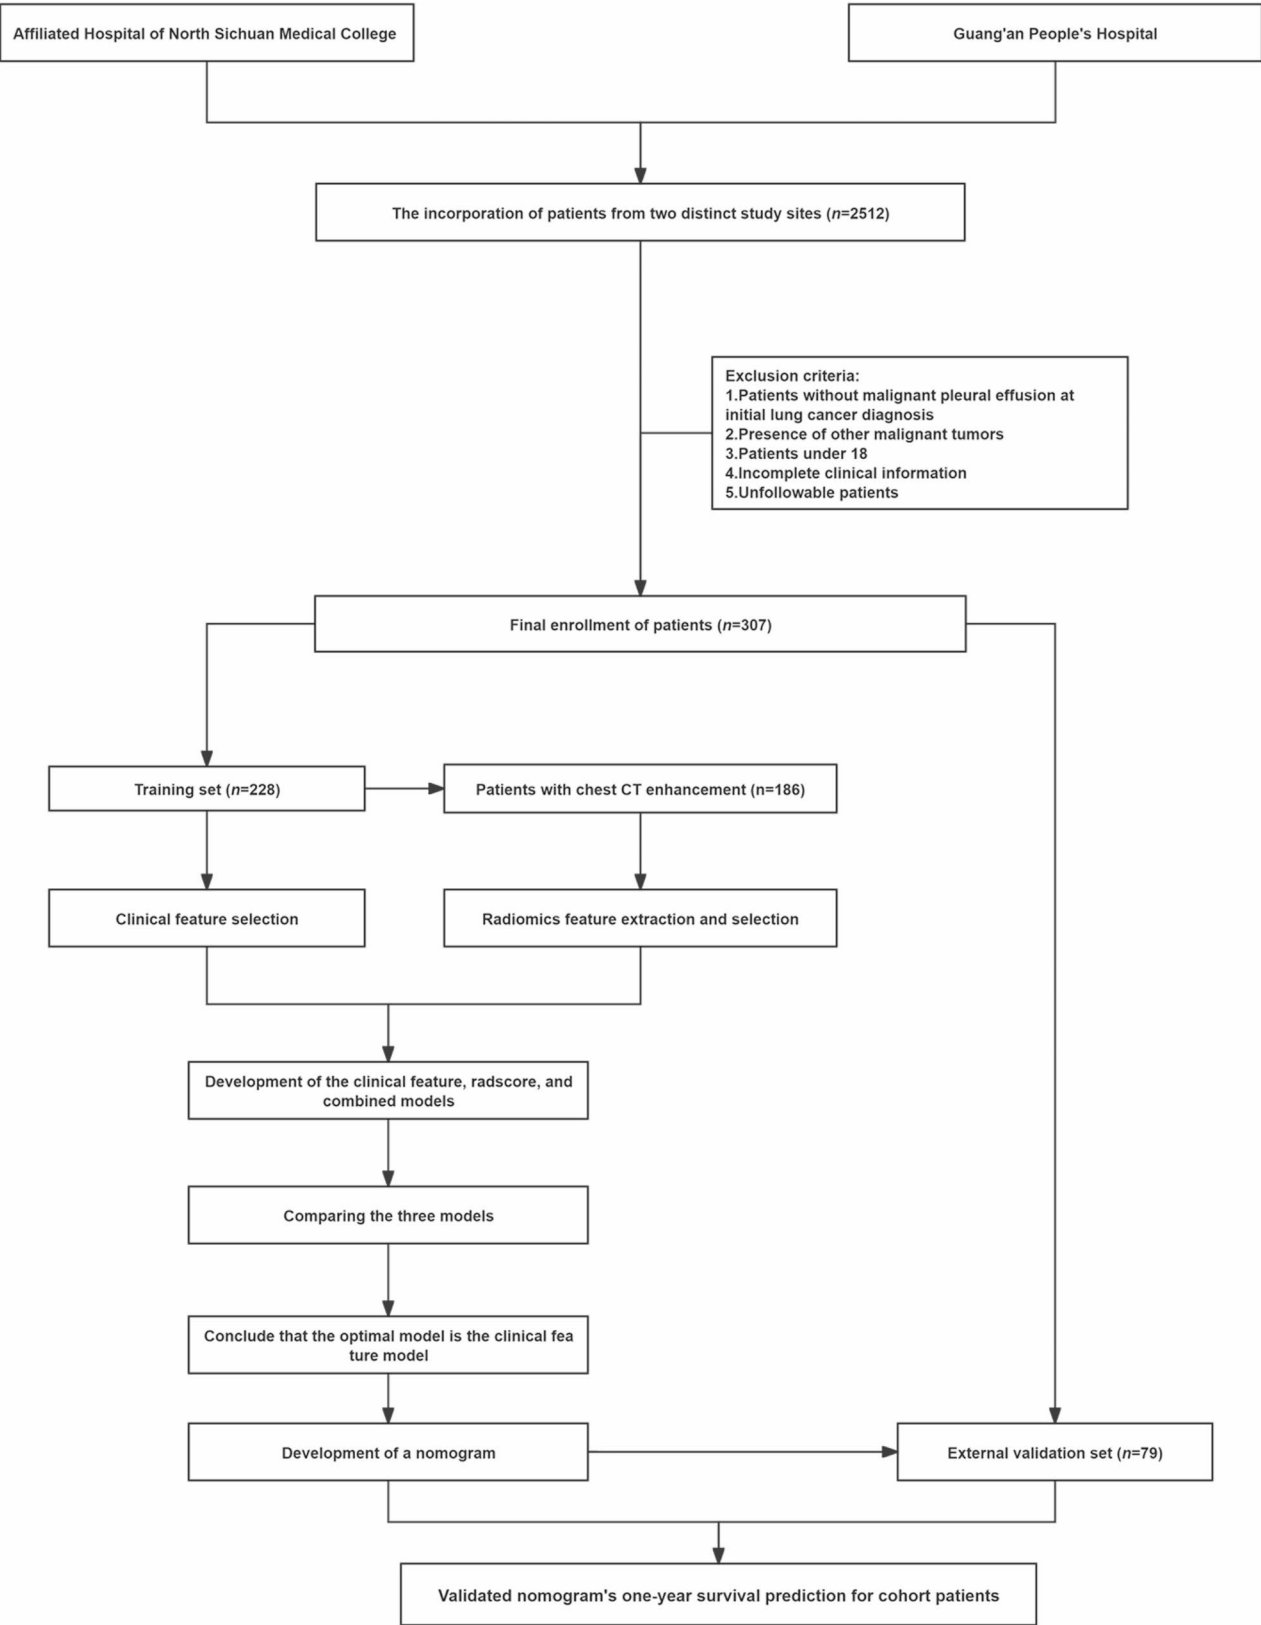 Affiliated Hospital of North Sichuan Medical College
Guang'an People's Hospital
The incorporation of patients from two distinct study sites (n=2512)
Exclusion criteria:
1.Patients without malignant pleural effusion at
initial lung cancer diagnosis
2.Presence of other malignant tumors
3.Patients under 18
4.Incomplete clinical information
5.Unfollowable patients
Final enrollment of patients (n=307)
Training set (n=228)
Patients with chest CT enhancement (n=186)
Clinical feature selection
Radiomics feature extraction and selection
Development of the clinical feature, radscore, and
combined models
Comparing the three models
Conclude that the optimal model is the clinical fea
ture model
Development of a nomogram
External validation set (n=79)
Validated nomogram's one-year survival prediction for cohort patients